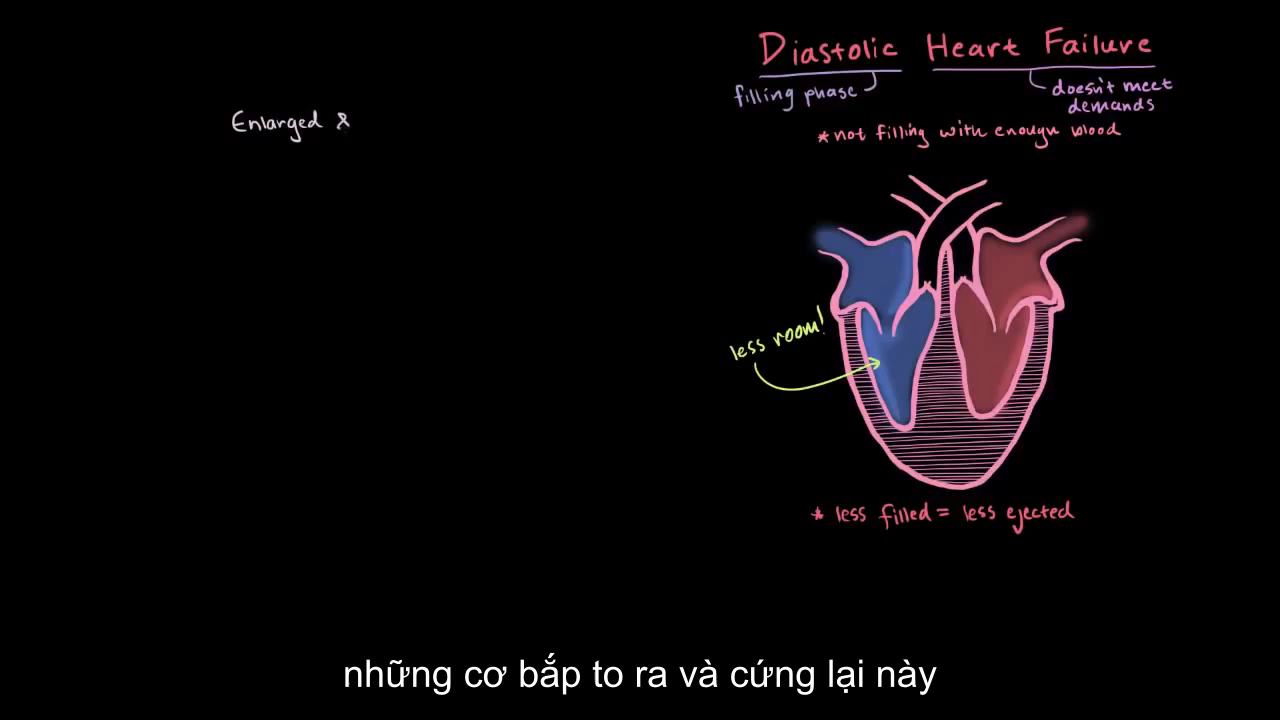 Diastolic Heart Failure
filling phase
doesn't meet
demands
*not filling with enough blood
Enlarged &
less room!
* less filled = less ejected
những cơ bắp to ra và cứng lại này